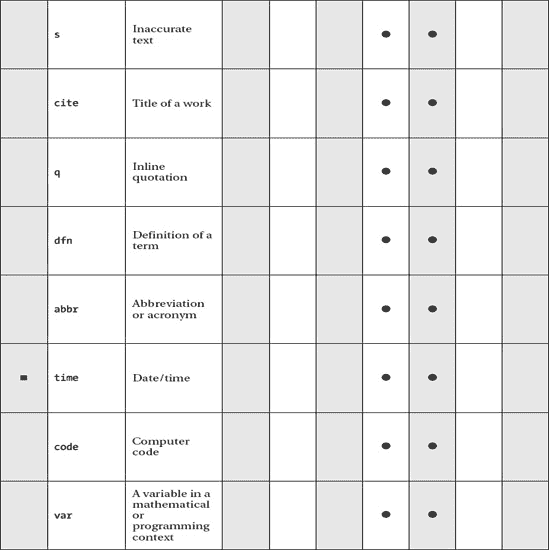 s
Inaccurate
text
cite
Title of a work
q
Inline
quotation
dfn
Definition of a
term
abbr
Abbreviation
or acronym
time
Date/time
code
Computer
code
var
A variable in a
mathematical
or
programming
context